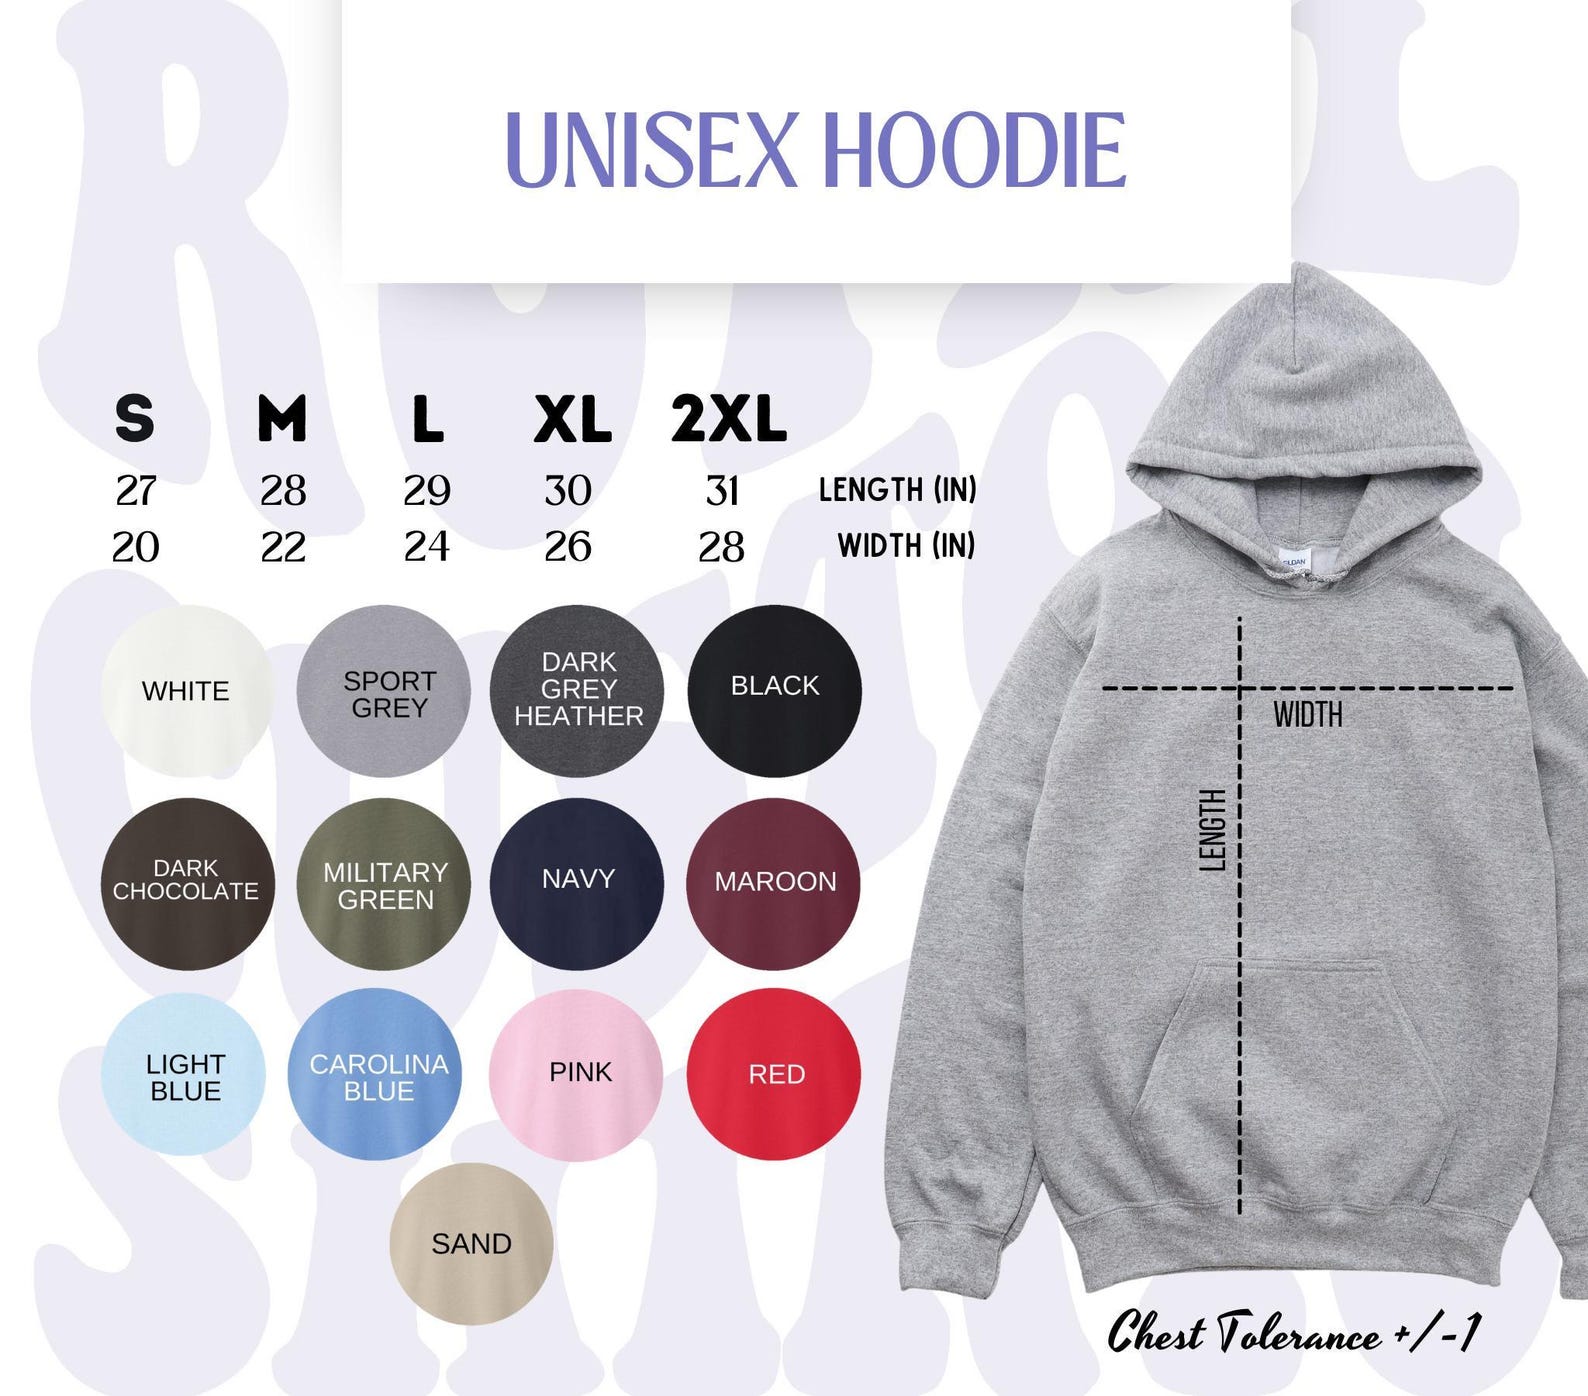 UNISEX HOODIE
S M L XL 2XL
27 28 29 30 31 LENGTH (IN)
20 22 24 26 28 WIDTH (IN)
WHITE
SPORT
GREY
DARK
GREY
HEATHER
BLACK
DARK
CHOCOLATE
MILITARY
GREEN
NAVY
MAROON
LIGHT
BLUE
CAROLINA
BLUE
PINK
RED
SAND
WIDTH
LENGTH
Chest Tolerance +/-1